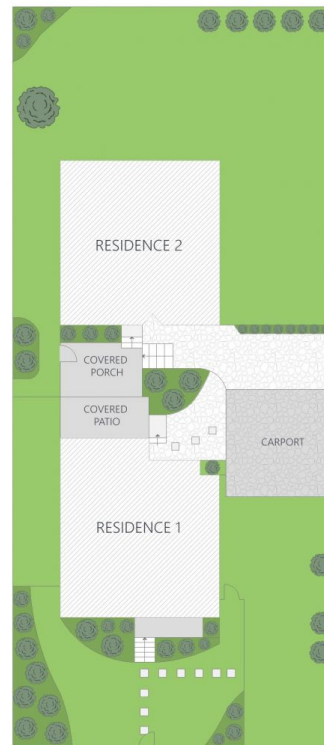 RESIDENCE 2
COVERED
PORCH
COVERED
PATIO
CARPORT
RESIDENCE 1